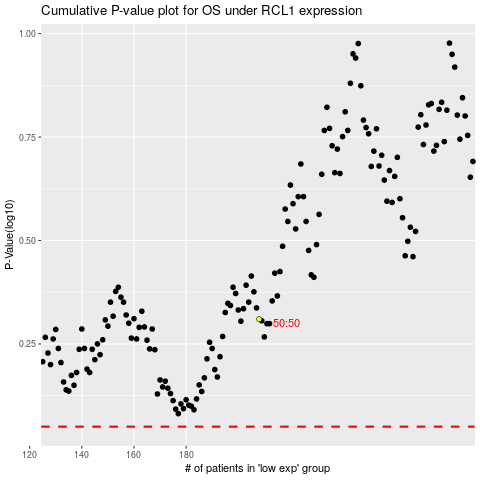 Cumulative P-value plot for OS under RCL1 expression
P-Value(log10)
1.00
0.75
0.50
0.25
50:50
120 140 160 180
# of patients in 'low exp' group